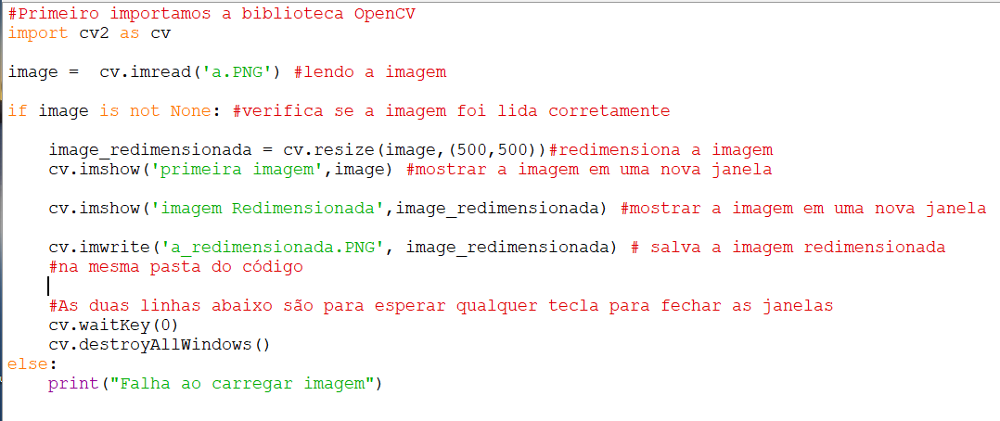 #Primeiro importamos a biblioteca OpenCV
import cv2 as cv
image =  cv.imread('a.PNG') #lendo a imagem
if image is not None: #verifica se a imagem foi lida corretamente
    image_redimensionada = cv.resize(image,(500,500))#redimensiona a imagem
    cv.imshow('primeira imagem',image) #mostrar a imagem em uma nova janela
    cv.imshow('imagem Redimensionada',image_redimensionada) #mostrar a imagem em uma nova janela
    cv.imwrite('a_redimensionada.PNG', image_redimensionada) # salva a imagem redimensionada
    #na mesma pasta do código
    #As duas linhas abaixo são para esperar qualquer tecla para fechar as janelas
    cv.waitKey(0)
    cv.destroyAllWindows()
else:
    print("Falha ao carregar imagem")